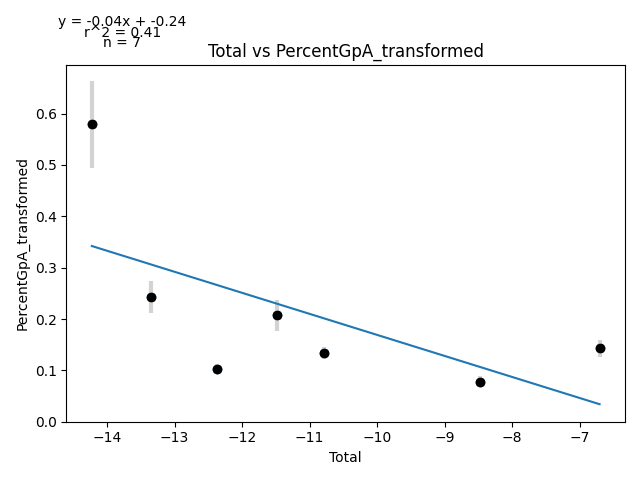 y = -0.04x + -0.24
r^2 = 0.41
n = 7
Total vs PercentGpA_transformed
PercentGpA_transformed
0.6
0.5
0.4
0.3
0.2
0.1
0.0
−14
−13
−12
−11
−10
−9
−8
−7
Total